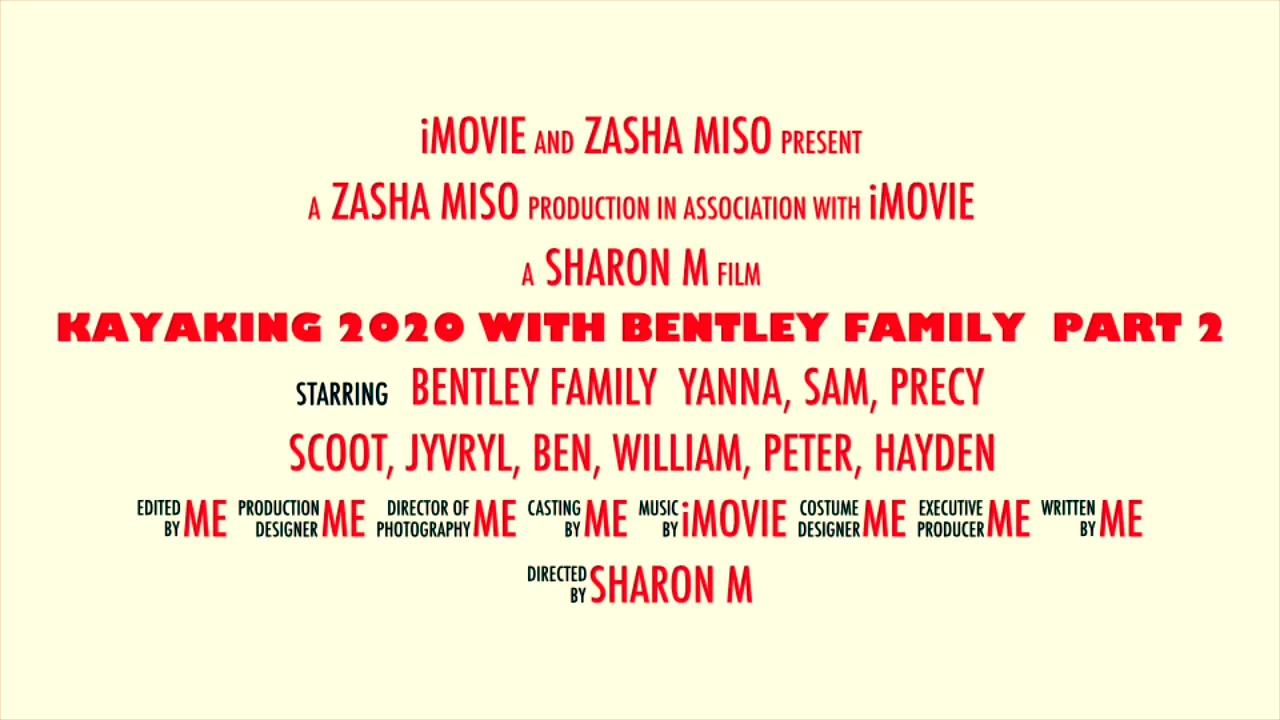 iMOVIE AND ZASHA MISO PRESENT
A ZASHA MISO PRODUCTION IN ASSOCIATION WITH iMOVIE
A SHARON M FILM
KAYAKING 2020 WITH BENTLEY FAMILY PART 2
STARRING BENTLEY FAMILY YANNA, SAM, PRECY
SCOOT, JYVRYL, BEN, WILLIAM, PETER, HAYDEN
EDITED BY ME PRODUCTION DESIGNER ME DIRECTOR OF PHOTOGRAPHY ME CASTING BY ME MUSIC BY iMOVIE COSTUME DESIGNER ME EXECUTIVE PRODUCER ME WRITTEN BY ME
DIRECTED BY SHARON M